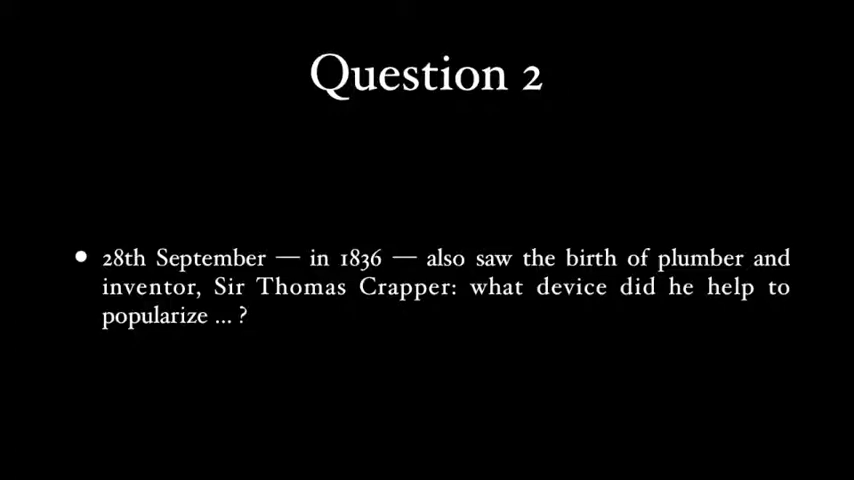 Question 2
• 28th September — in 1836 — also saw the birth of plumber and
inventor, Sir Thomas Crapper: what device did he help to
popularize ... ?